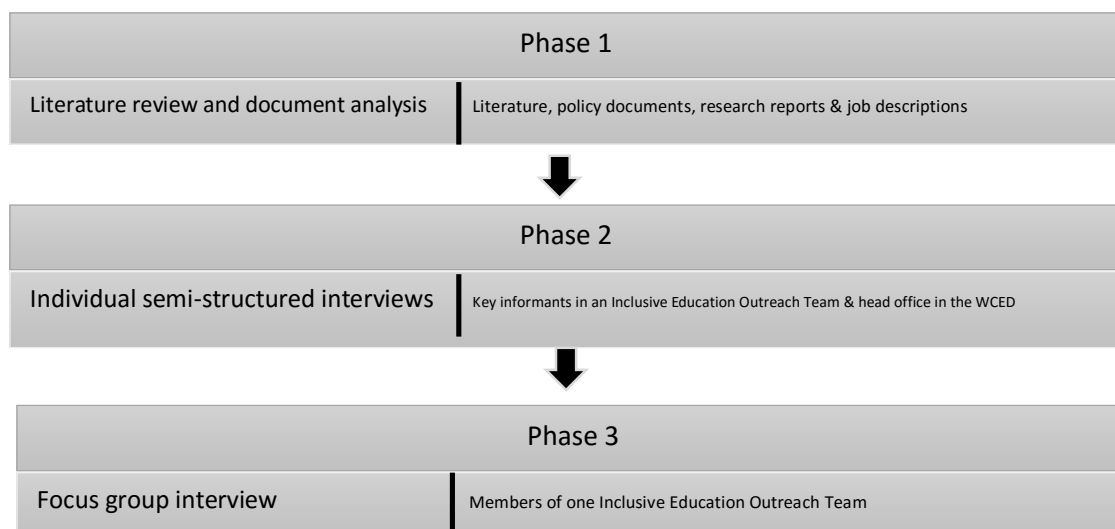 Phase 1
Literature review and document analysis
Literature, policy documents, research reports & job descriptions
Phase 2
Individual semi-structured interviews
Key informants in an Inclusive Education Outreach Team & head office in the WCED
Phase 3
Focus group interview
Members of one Inclusive Education Outreach Team